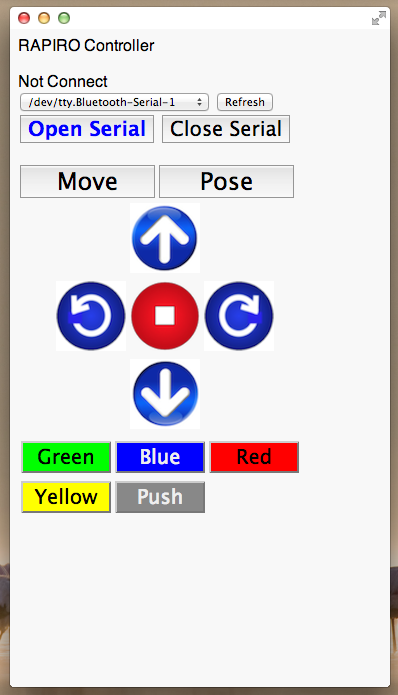 RAPIRO Controller
Not Connect
/dev/tty.Bluetooth-Serial-1 Refresh
Open Serial Close Serial
Move Pose
Green Blue Red
Yellow Push